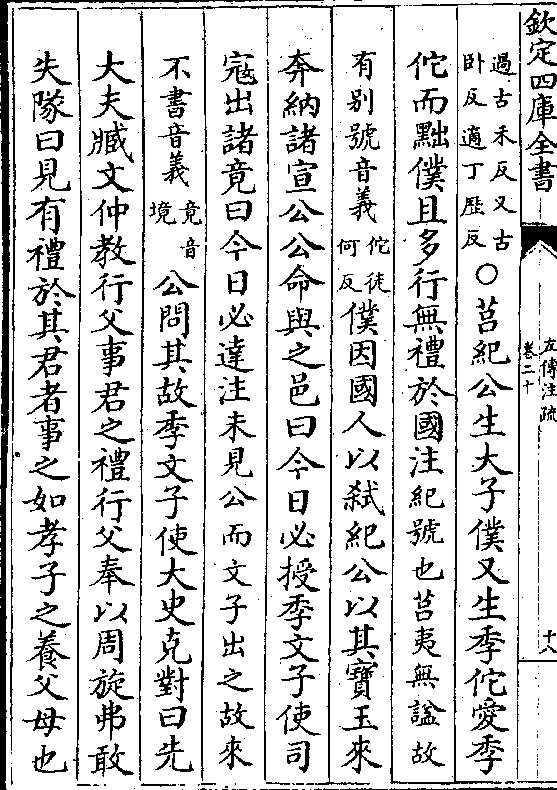 欽定四庫全書
左傳注疏
卷二十
十八
過古禾反又古
卧反適丁歷反
○莒紀公生大子僕又生季佗愛季
佗而黜僕且多行無禮於國注紀號也莒夷無諡故
有别號音義
佗徒
何反
僕因國人以弑紀公以其寶玉來
奔納諸宣公公命與之邑曰今日必授季文子使司
寇出諸竟曰今日必達注未見公而文子出之故來
不書音義
竟音
境
公問其故季文子使大史克對曰先
大夫臧文仲教行父事君之禮行父奉以周旋弗敢
失隊曰見有禮於其君者事之如孝子之養父母也